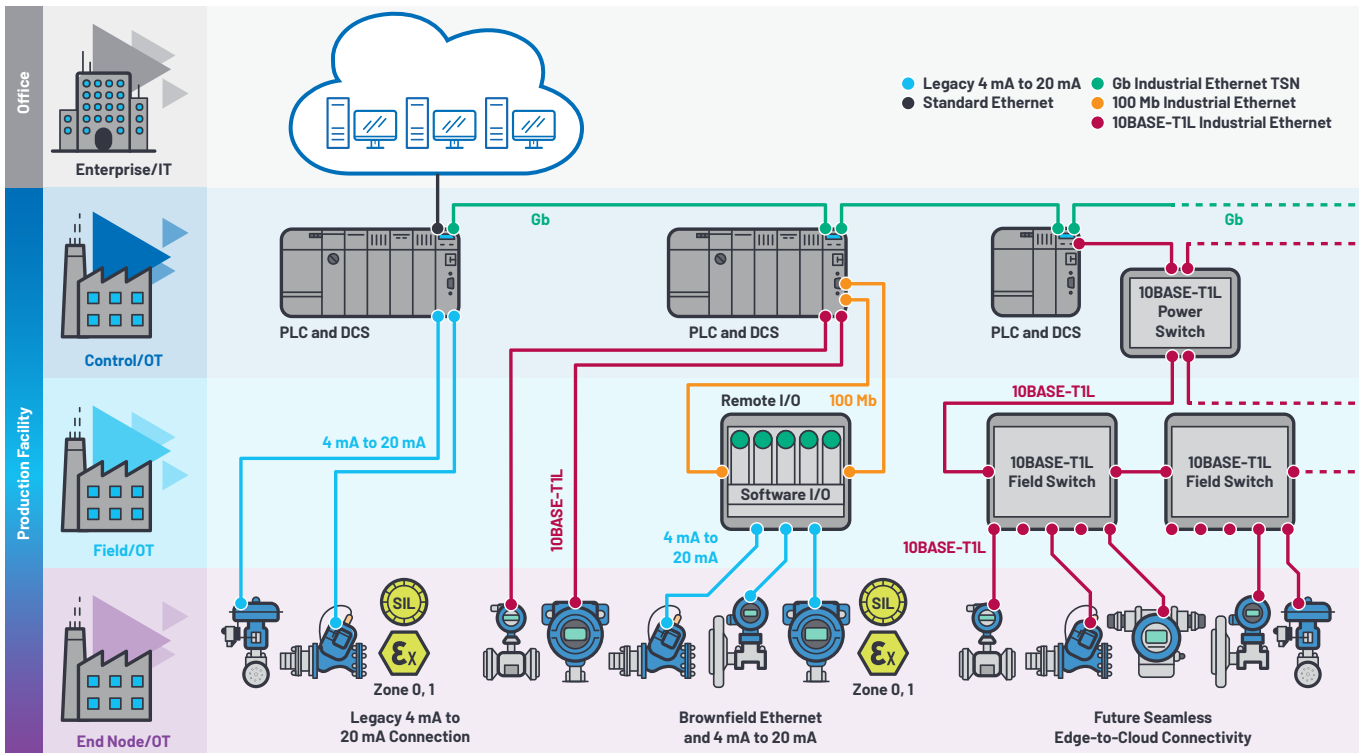 Office
Enterprise/IT
Legacy 4 mA to 20 mA
Standard Ethernet
Gb Industrial Ethernet TSN
100 Mb Industrial Ethernet
10BASE-T1L Industrial Ethernet
Production Facility
Control/OT
Gb
Gb
PLC and DCS
PLC and DCS
PLC and DCS
10BASE-T1L
Power
Switch
Field/OT
4 mA to 20 mA
10BASE-T1L
Remote I/O
100 Mb
Software I/O
4 mA to
20 mA
10BASE-T1L
10BASE-T1L
Field Switch
10BASE-T1L
Field Switch
10BASE-T1L
End Node/OT
SIL
εx
Zone 0, 1
SIL
εx
Zone 0, 1
Legacy 4 mA to
20 mA Connection
Brownfield Ethernet
and 4 mA to 20 mA
Future Seamless
Edge-to-Cloud Connectivity